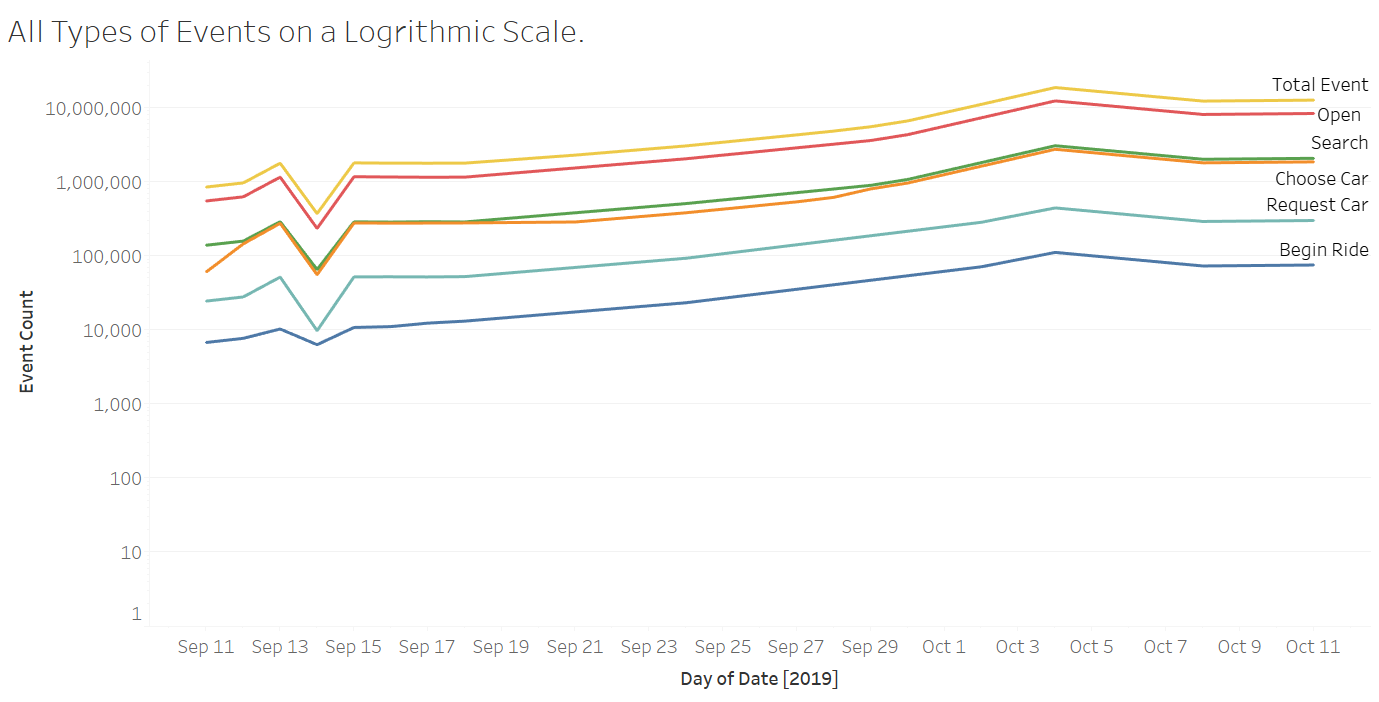 All Types of Events on a Logrithmic Scale.
Total Event
10,000,000
Open
Search
1,000,000
Choose Car
Request Car
Begin Ride
100,000
10,000
Event Count
1,000
100
10
1
Sep 11 Sep 13 Sep 15 Sep 17 Sep 19 Sep 21 Sep 23 Sep 25 Sep 27 Sep 29 Oct 1 Oct 3 Oct 5 Oct 7 Oct 9 Oct 11
Day of Date [2019]